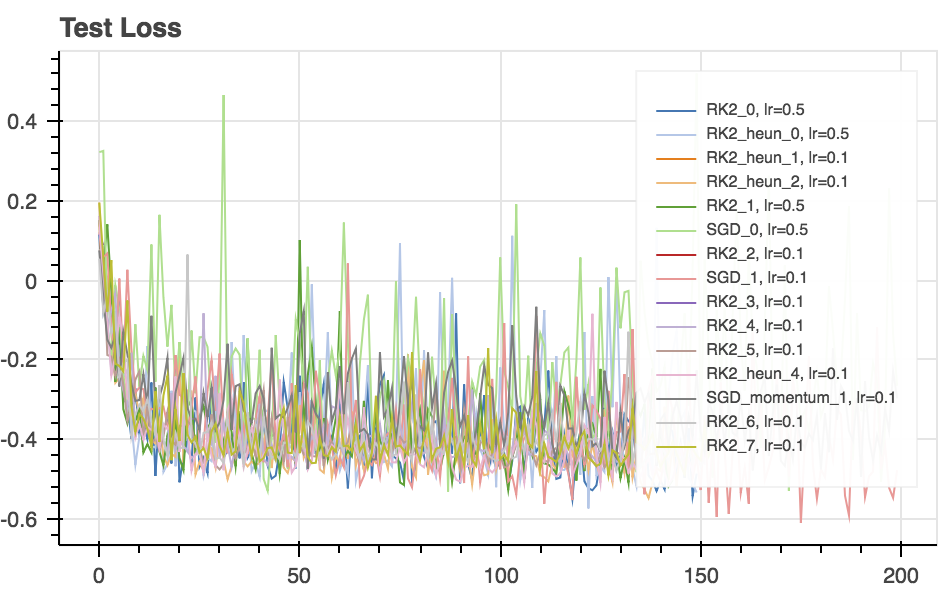 Test Loss
0.4
0.2
0
-0.2
-0.4
-0.6
0
50
100
150
200
RK2_0, lr=0.5
RK2_heun_0, lr=0.5
RK2_heun_1, lr=0.1
RK2_heun_2, lr=0.1
RK2_1, lr=0.5
SGD_0, lr=0.5
RK2_2, lr=0.1
SGD_1, lr=0.1
RK2_3, lr=0.1
RK2_4, lr=0.1
RK2_5, lr=0.1
RK2_heun_4, lr=0.1
SGD_momentum_1, lr=0.1
RK2_6, lr=0.1
RK2_7, lr=0.1